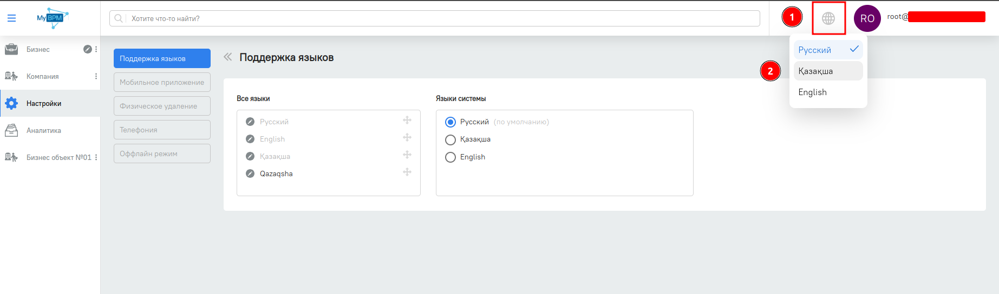 My BPM
Хотите что-то найти?
1
RO
root@
Бизнес
Компания
Настройки
Аналитика
Бизнес объект №01
Поддержка языков
Мобильное приложение
Физическое удаление
Телефония
Оффлайн режим
Поддержка языков
Все языки
Русский
English
Қазақша
Qazaqsha
Языки системы
Русский (по умолчанию)
Қазақша
English
2
Русский
Қазақша
English